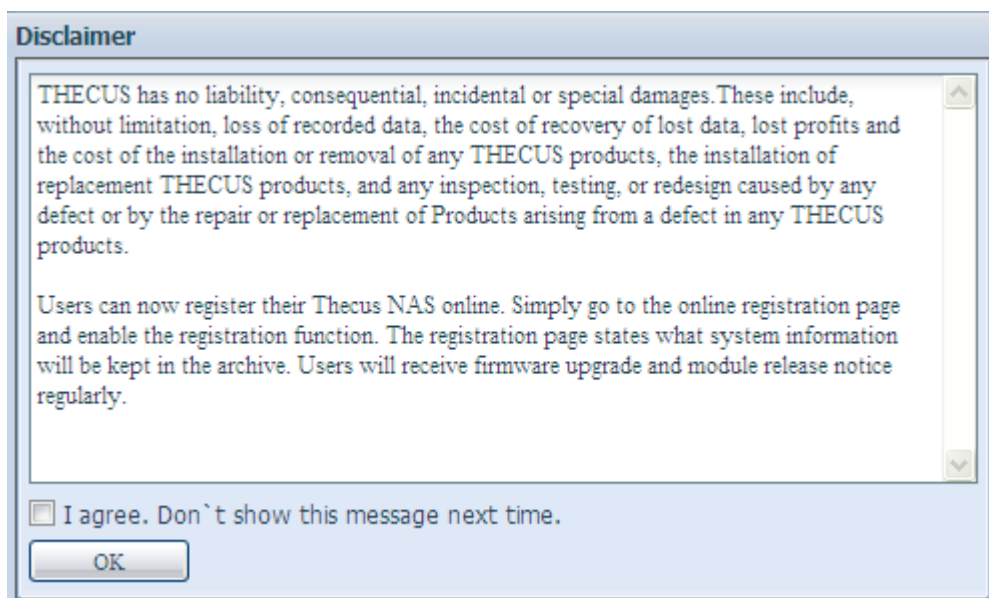 Disclaimer
THECUS has no liability, consequential, incidental or special damages.These include,
without limitation, loss of recorded data, the cost of recovery of lost data, lost profits and
the cost of the installation or removal of any THECUS products, the installation of
replacement THECUS products, and any inspection, testing, or redesign caused by any
defect or by the repair or replacement of Products arising from a defect in any THECUS
products.
Users can now register their Thecus NAS online. Simply go to the online registration page
and enable the registration function. The registration page states what system information
will be kept in the archive. Users will receive firmware upgrade and module release notice
regularly.
I agree. Don`t show this message next time.
OK